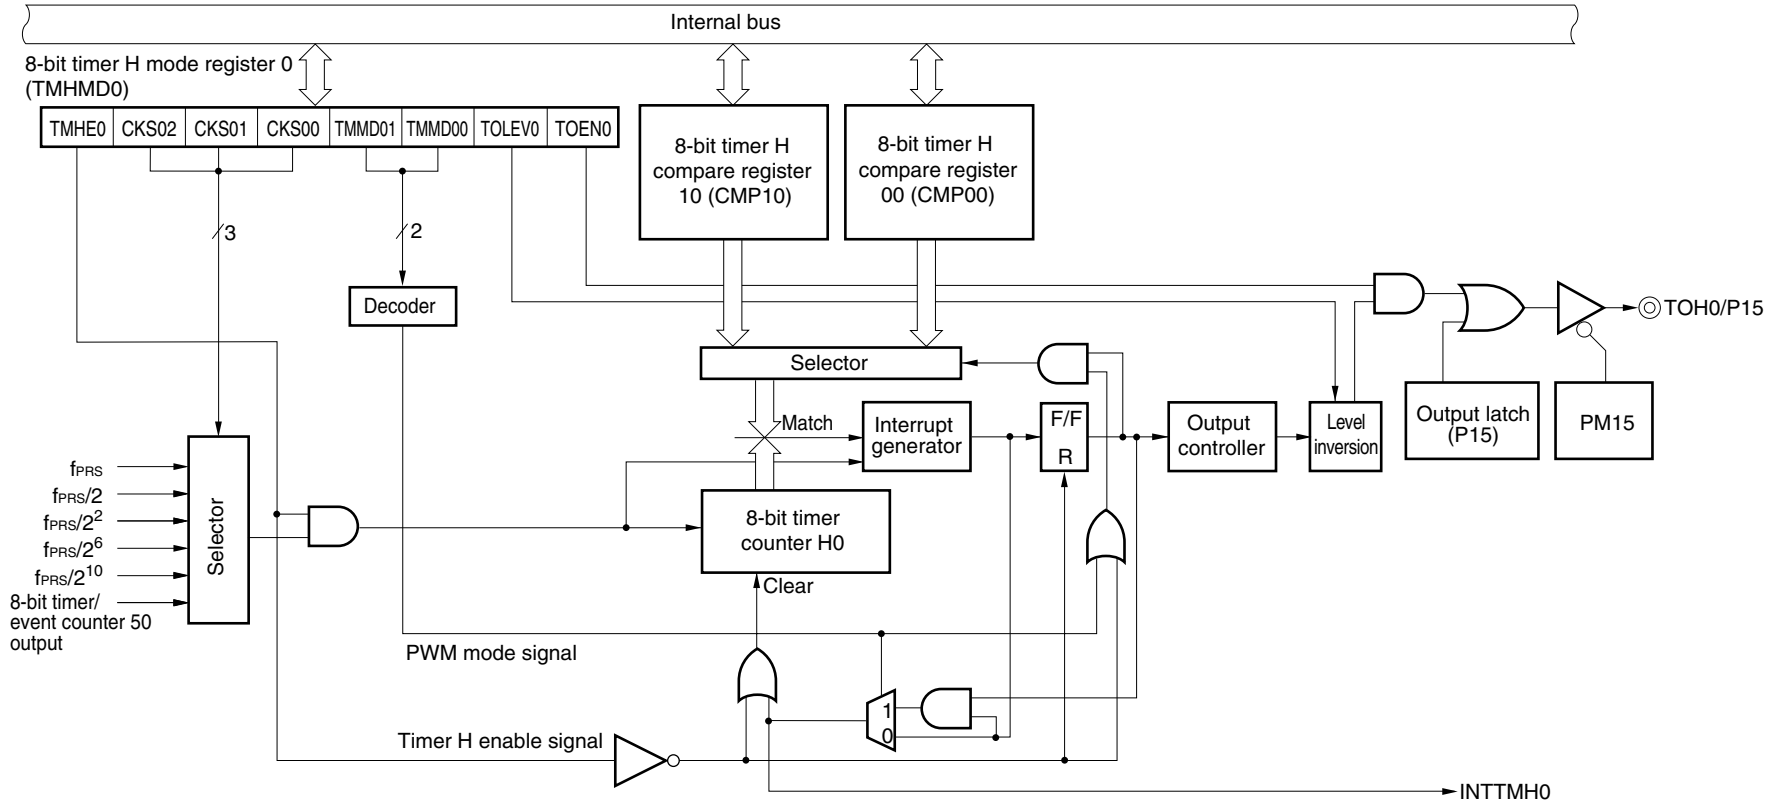 Internal bus
8-bit timer H mode register 0
(TMHMD0)
TMHE0 CKS02 CKS01 CKS00 TMMD01 TMMD00 TOLEV0 TOEN0
8-bit timer H
compare register
10 (CMP10)
8-bit timer H
compare register
00 (CMP00)
3
2
Decoder
TOH0/P15
Selector
Match
Interrupt
generator
F/F
R
Output
controller
Level
inversion
Output latch
(P15)
PM15
fPRS
fPRS/2
fPRS/2²
fPRS/2⁶
fPRS/2¹⁰
8-bit timer/
event counter 50
output
Selector
8-bit timer
counter H0
Clear
PWM mode signal
1
0
Timer H enable signal
INTTMH0